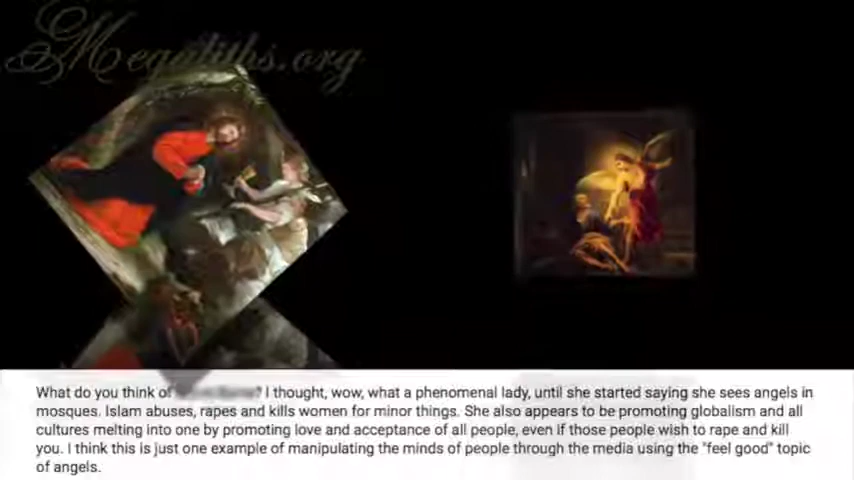 Megaliths.org
What do you think of ? I thought, wow, what a phenomenal lady, until she started saying she sees angels in
mosques. Islam abuses, rapes and kills women for minor things. She also appears to be promoting globalism and all
cultures melting into one by promoting love and acceptance of all people, even if those people wish to rape and kill
you. I think this is just one example of manipulating the minds of people through the media using the "feel good" topic
of angels.